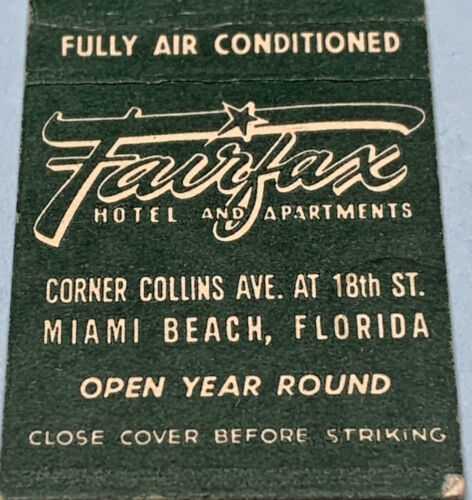 FULLY AIR CONDITIONED
Fairfax
HOTEL AND APARTMENTS
CORNER COLLINS AVE. AT 18th ST.
MIAMI BEACH, FLORIDA
OPEN YEAR ROUND
CLOSE COVER BEFORE STRIKING